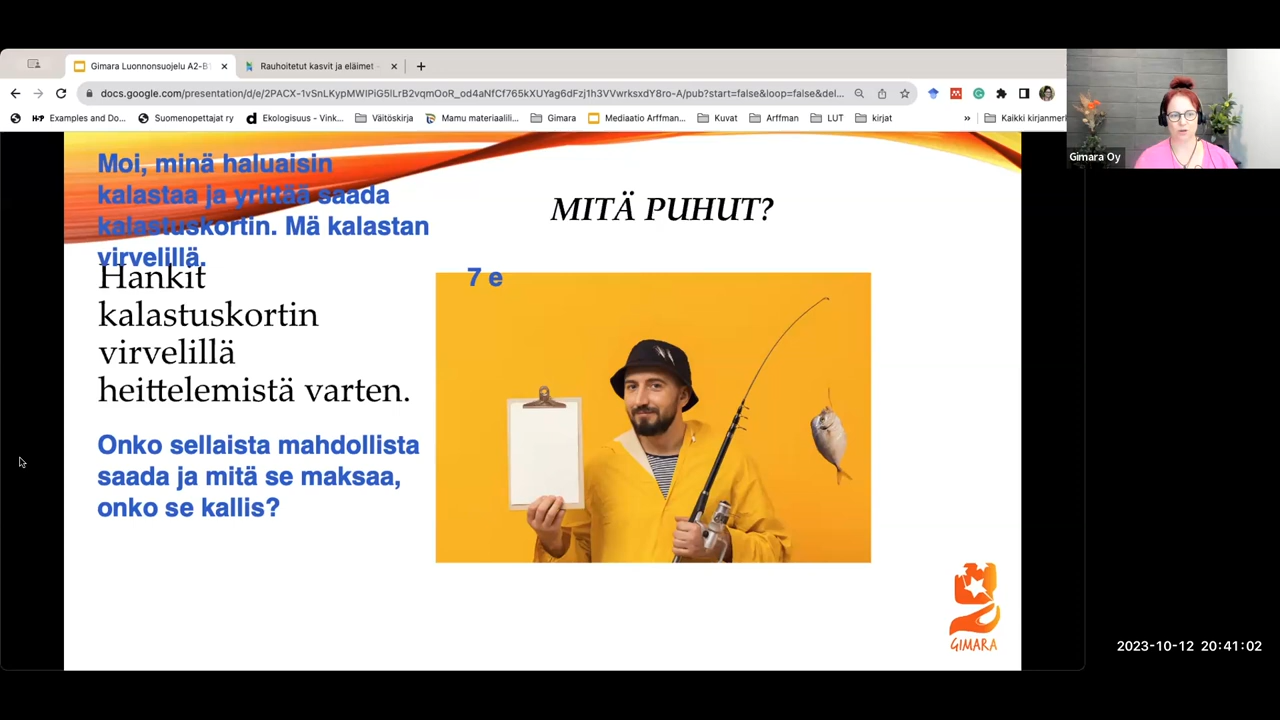 Gimara Luonnonsuojelu A2-B1
Rauhoitetut kasvit ja eläimet -
docs.google.com/presentation/d/e/2PACX-1vSnLKypMWIPiG5lLrB2vqmOoR_od4aNfCf765kXUYag6dFzj1h3VVwrksxdY8ro-A/pub?start=false&loop=false&del...
Examples and Do...
Suomenopettajat ry
Ekologisuus - Vink...
Väitöskirja
Mamu materiaalili...
Gimara
Mediaatio Arffman...
Kuvat
Arffman
LUT
kirjat
»
Kaikki kirjanmerl
Gimara Oy
Moi, minä haluaisin
kalastaa ja yrittää saada
kalastuskortin. Mä kalastan
virvelillä.
MITÄ PUHUT?
Hankit
kalastuskortin
virvelillä
heittelemistä varten.
7 e
Onko sellaista mahdollista
saada ja mitä se maksaa,
onko se kallis?
GIMARA
2023-10-12 20:41:02